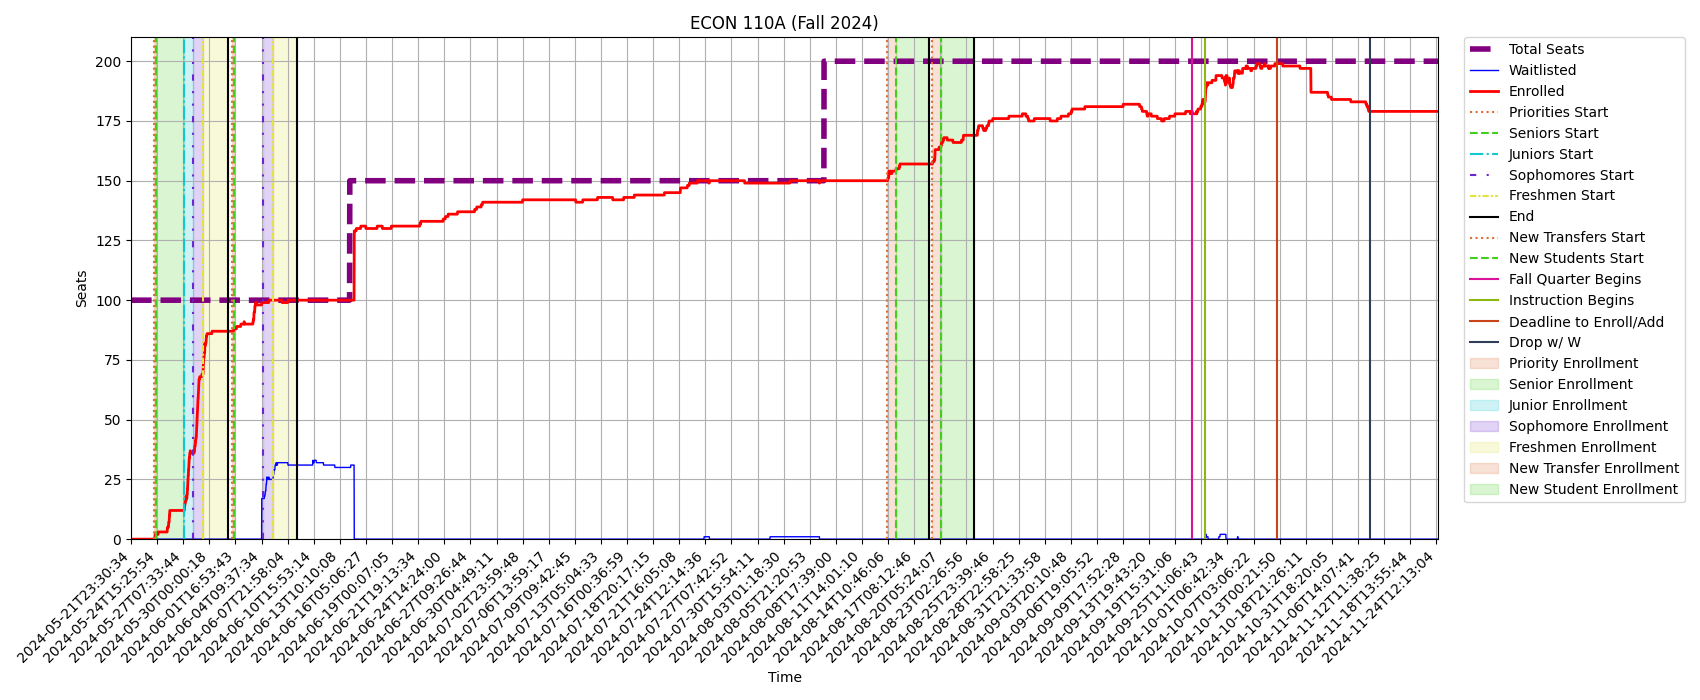 ECON 110A (Fall 2024)
Seats
200
175
150
125
100
75
50
25
0
2024-05-21T23:30:34
2024-05-24T15:25:54
2024-05-27T07:33:44
2024-05-30T00:00:18
2024-06-01T16:53:43
2024-06-04T09:37:34
2024-06-07T21:58:04
2024-06-10T15:53:14
2024-06-13T10:10:08
2024-06-16T05:06:27
2024-06-19T00:07:05
2024-06-21T19:13:34
2024-06-24T14:24:00
2024-06-27T09:26:44
2024-06-30T04:49:11
2024-07-02T23:59:48
2024-07-06T13:59:17
2024-07-09T09:42:45
2024-07-13T05:04:33
2024-07-16T00:36:59
2024-07-18T20:17:15
2024-07-21T16:05:08
2024-07-24T12:14:36
2024-07-27T07:42:52
2024-07-30T15:54:11
2024-08-03T01:18:30
2024-08-05T21:20:53
2024-08-08T17:39:00
2024-08-11T14:01:10
2024-08-14T10:46:06
2024-08-17T08:12:46
2024-08-20T05:24:07
2024-08-23T02:26:56
2024-08-25T23:39:46
2024-08-28T22:58:25
2024-08-31T21:33:58
2024-09-03T20:10:48
2024-09-06T19:05:52
2024-09-09T17:52:28
2024-09-13T19:43:20
2024-09-19T15:31:06
2024-09-25T11:06:43
2024-10-01T06:42:34
2024-10-07T03:06:22
2024-10-13T00:21:50
2024-10-18T21:26:11
2024-10-31T18:20:05
2024-11-06T14:07:41
2024-11-12T11:38:25
2024-11-18T13:55:44
2024-11-24T12:13:04
Time
Total Seats
Waitlisted
Enrolled
Priorities Start
Seniors Start
Juniors Start
Sophomores Start
Freshmen Start
End
New Transfers Start
New Students Start
Fall Quarter Begins
Instruction Begins
Deadline to Enroll/Add
Drop w/ W
Priority Enrollment
Senior Enrollment
Junior Enrollment
Sophomore Enrollment
Freshmen Enrollment
New Transfer Enrollment
New Student Enrollment